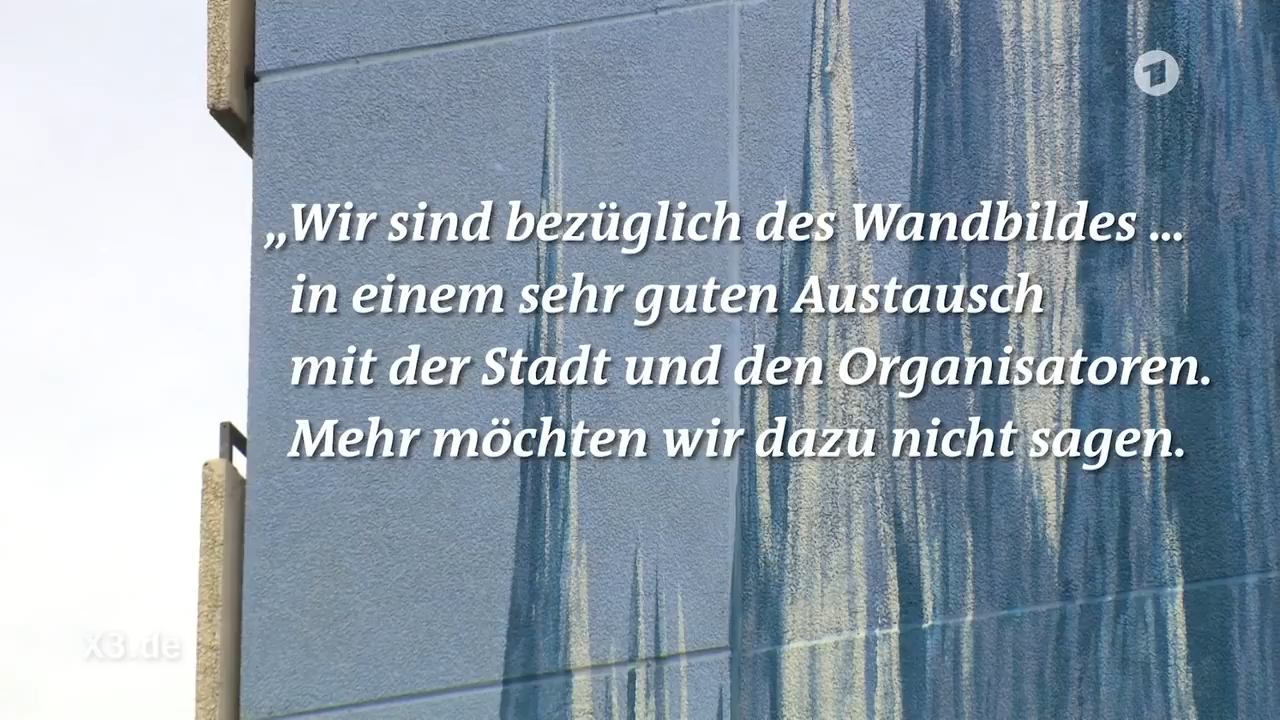 „Wir sind bezüglich des Wandbildes ...
in einem sehr guten Austausch
mit der Stadt und den Organisatoren.
Mehr möchten wir dazu nicht sagen.
x3.de